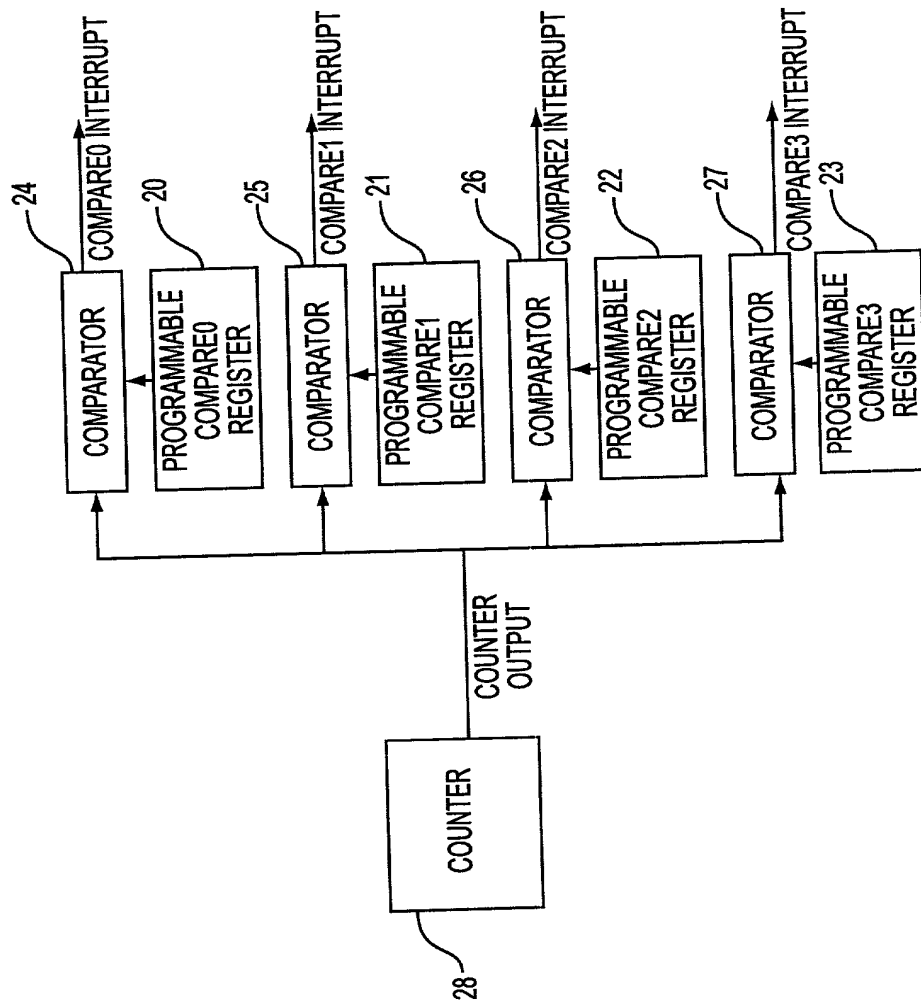 24
COMPARATOR
COMPARE0 INTERRUPT
20
PROGRAMMABLE
COMPARE0
REGISTER
25
COMPARATOR
COMPARE1 INTERRUPT
21
PROGRAMMABLE
COMPARE1
REGISTER
26
COMPARATOR
COMPARE2 INTERRUPT
22
PROGRAMMABLE
COMPARE2
REGISTER
27
COMPARATOR
COMPARE3 INTERRUPT
23
PROGRAMMABLE
COMPARE3
REGISTER
COUNTER
OUTPUT
COUNTER
28